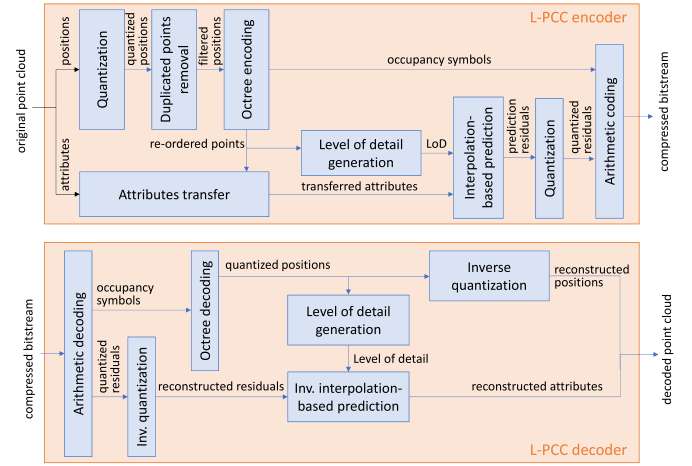 L-PCC encoder
original point cloud
positions
attributes
Quantization
quantized
positions
Duplicated points
removal
filtered
positions
Octree encoding
occupancy symbols
re-ordered points
Level of detail
generation
LoD
Attributes transfer
transferred attributes
Interpolation-
based prediction
prediction
residuals
Quantization
quantized
residuals
Arithmetic coding
compressed bitstream
compressed bitstream
Arithmetic decoding
occupancy
symbols
Octree decoding
quantized positions
Inverse
quantization
reconstructed
positions
Level of detail
generation
Level of detail
quantized
residuals
Inv. quantization
reconstructed residuals
Inv. interpolation-
based prediction
reconstructed attributes
decoded point cloud
L-PCC decoder